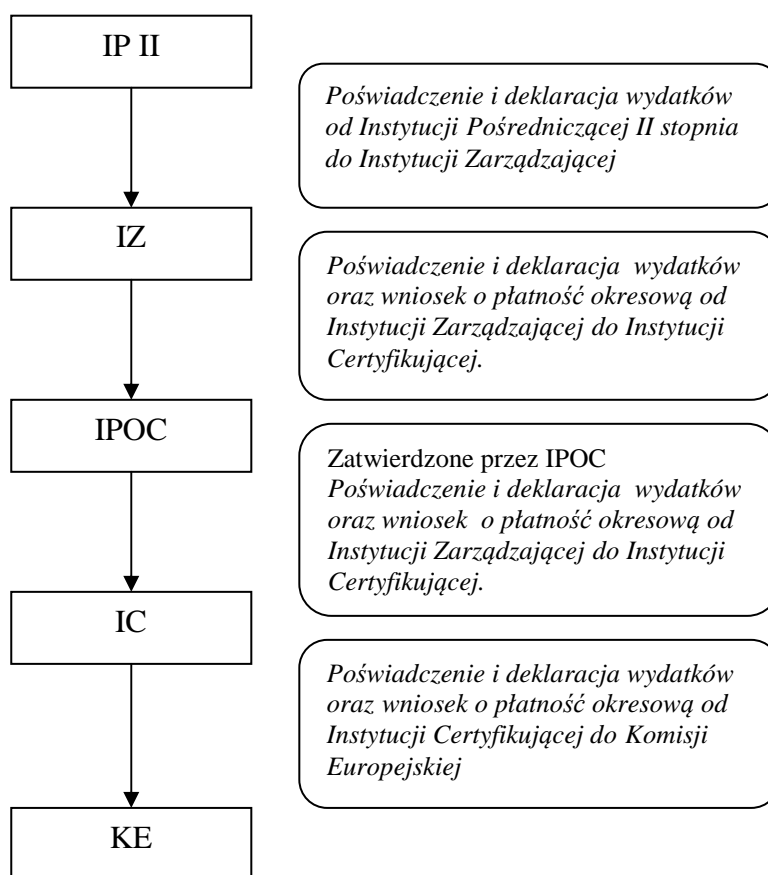 IP II
Poświadczenie i deklaracja wydatków
od Instytucji Pośredniczącej II stopnia
do Instytucji Zarządzającej
IZ
Poświadczenie i deklaracja wydatków
oraz wniosek o płatność okresową od
Instytucji Zarządzającej do Instytucji
Certyfikującej.
IPOC
Zatwierdzone przez IPOC
Poświadczenie i deklaracja wydatków
oraz wniosek o płatność okresową od
Instytucji Zarządzającej do Instytucji
Certyfikującej.
IC
Poświadczenie i deklaracja wydatków
oraz wniosek o płatność okresową od
Instytucji Certyfikującej do Komisji
Europejskiej
KE